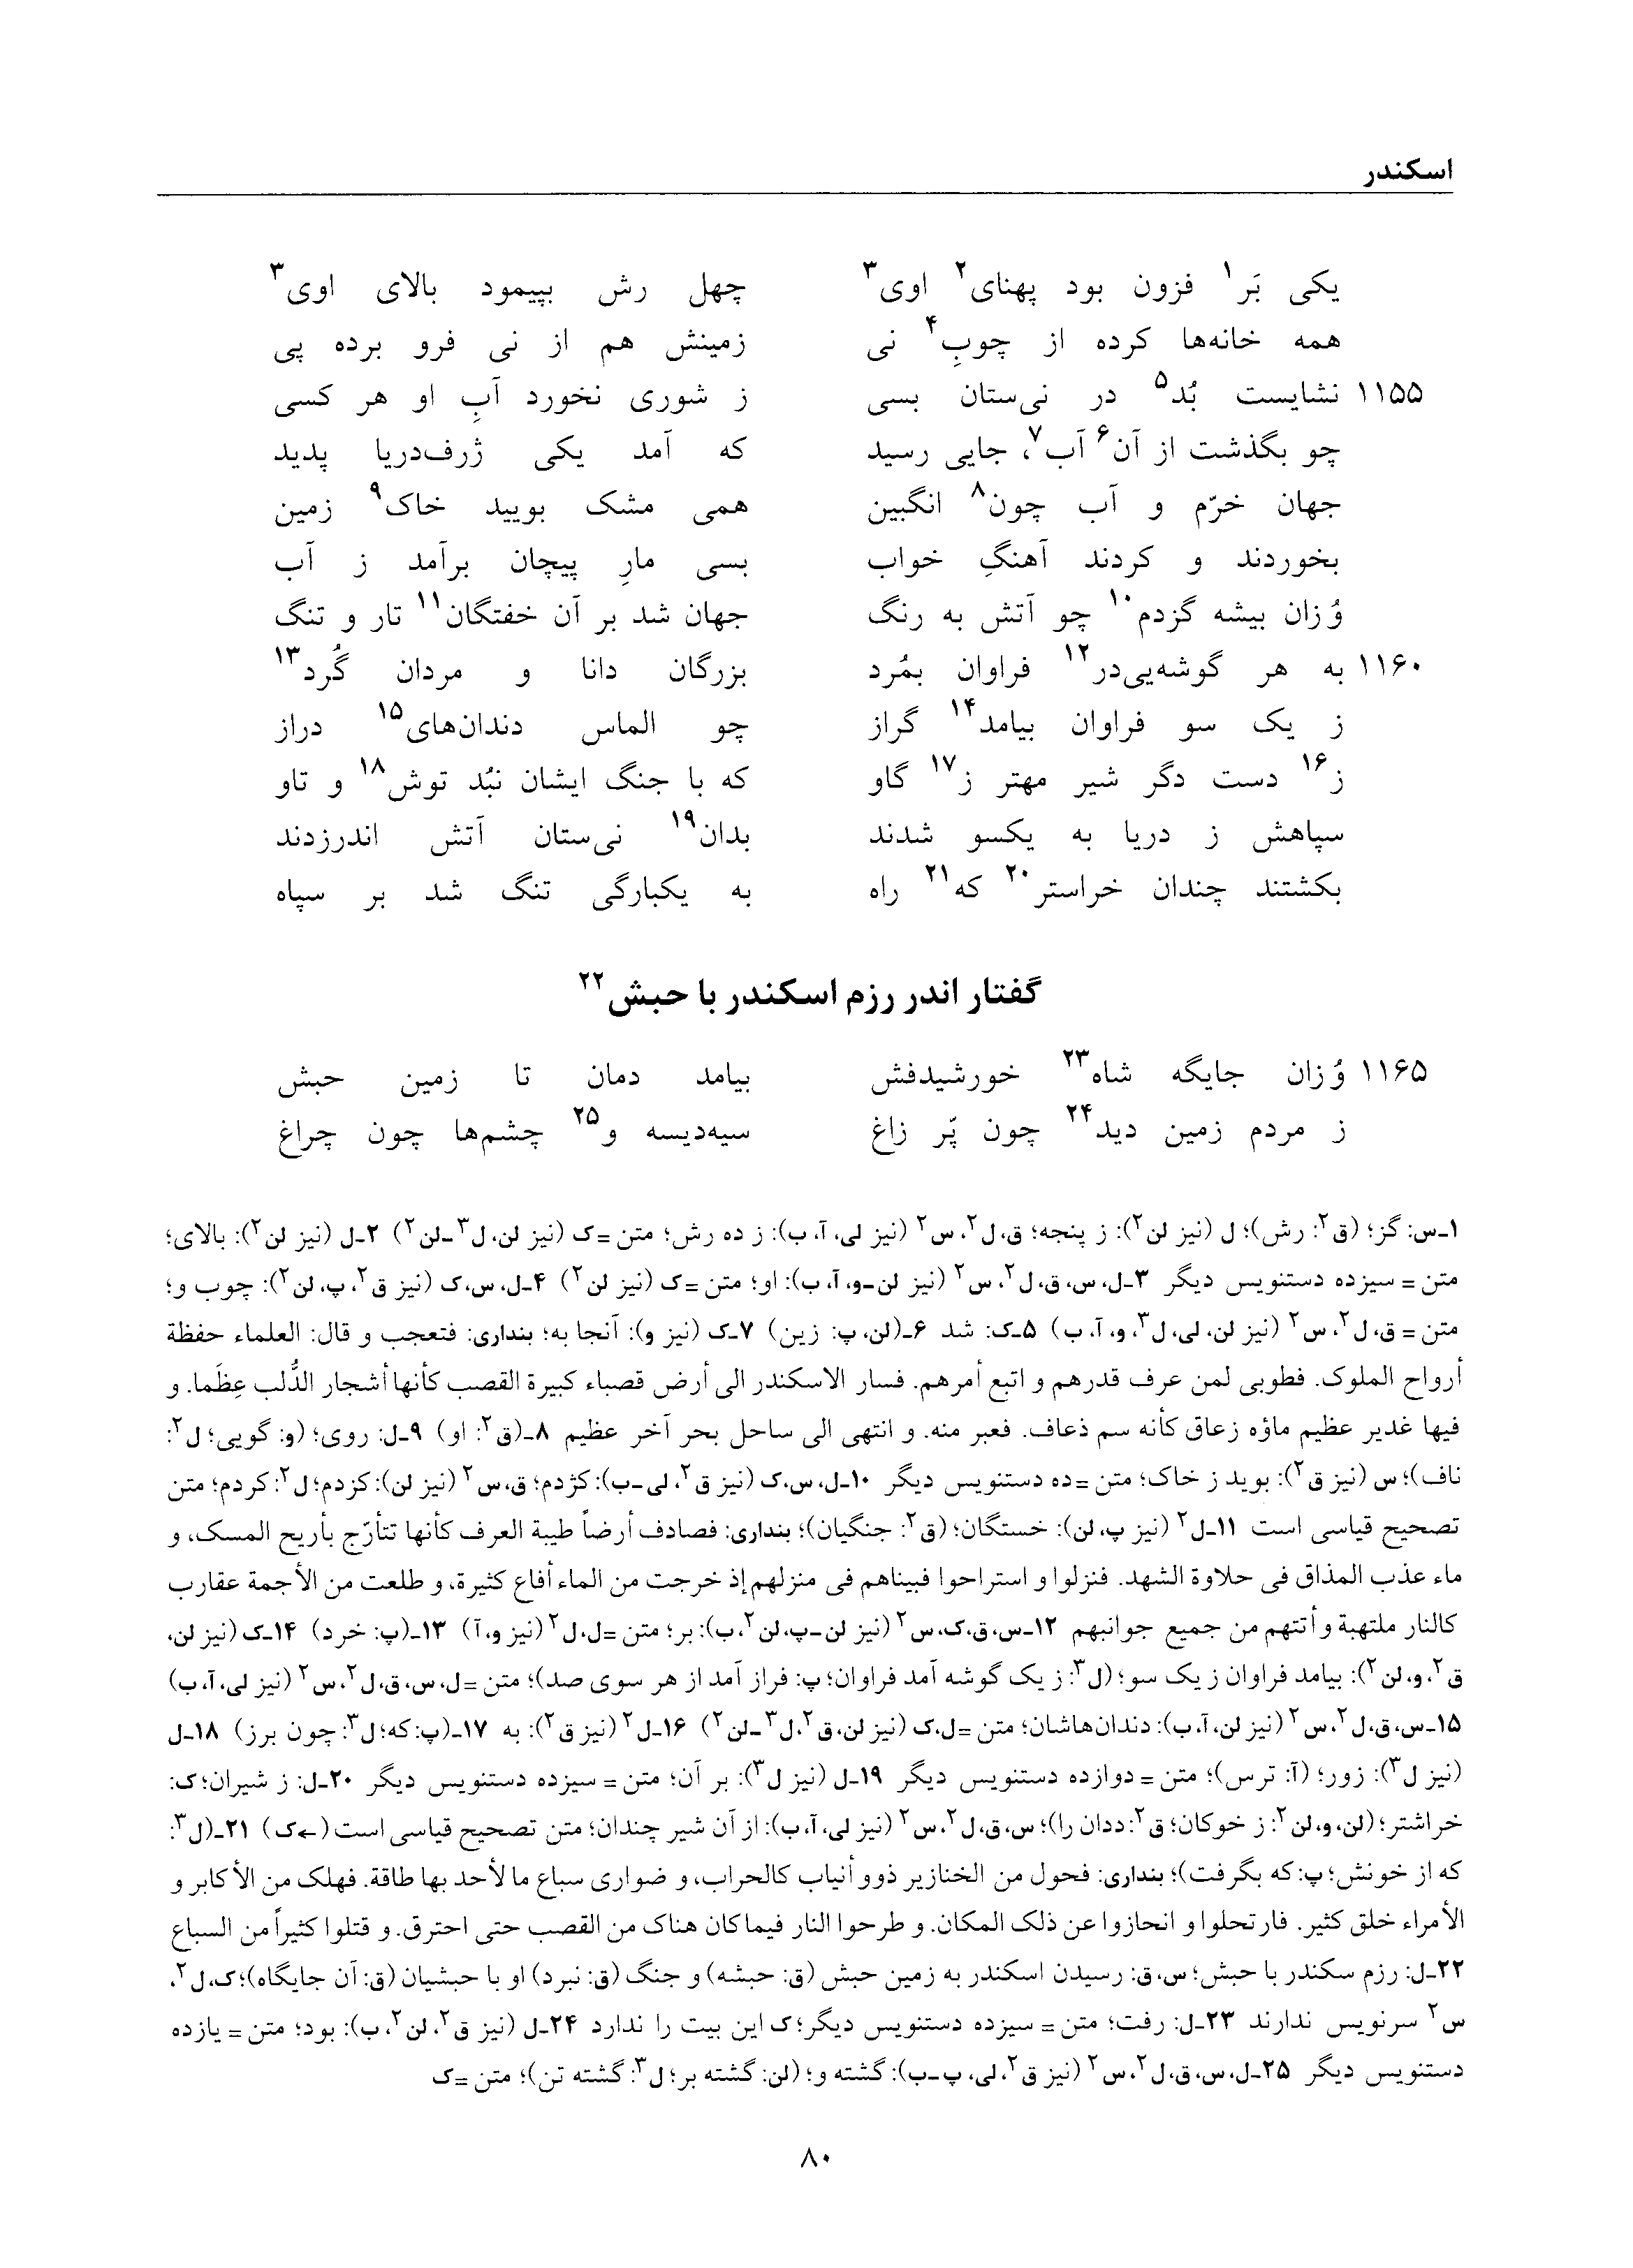 اسکندر
یکی بَر۱ فزون بود پهنای۲ اوی۳ چهل رش بپیمود بالای اوی۳
همه خانه‌ها کرده از چوبِ۴ نی زمینش هم از نی فرو برده پی
۱۱۵۵ نشایست بُد۵ در نی‌ستان بسی ز شوری نخورد آبِ او هر کسی
چو بگذشت از آن۶ آب۷، جایی رسید که آمد یکی ژرف‌دریا پدید
جهان خرّم و آب چون۸ انگبین همی مشک بویید خاک۹ زمین
بخوردند و کردند آهنگِ خواب بسی مارِ پیچان برآمد ز آب
وُزان بیشه گزدم۱۰ چو آتش به رنگ جهان شد بر آن خفتگان۱۱ تار و تنگ
۱۱۶۰ به هر گوشه‌یی‌در۱۲ فراوان بمُرد بزرگان دانا و مردان گُرد۱۳
ز یک سو فراوان بیامد۱۴ گراز چو الماس دندان‌های۱۵ دراز
ز۱۶ دست دگر شیر مهتر ز۱۷ گاو که با جنگ ایشان نبُد توش۱۸ و تاو
سپاهش ز دریا به یکسو شدند بدان۱۹ نی‌ستان آتش اندرزدند
بکشتند چندان خراستر۲۰ که۲۱ راه به یکبارگی تنگ شد بر سپاه
گفتار اندر رزم اسکندر با حبش۲۲
۱۱۶۵ وُزان جایگه شاه۲۳ خورشیدفش بیامد دمان تا زمین حبش
ز مردم زمین دید۲۴ چون پّر زاغ سیه‌دیسه و۲۵ چشم‌ها چون چراغ
۱ـس: گز؛ (ق۲: رش)؛ ل (نیز لن۲): ز پنجه؛ ق، ل۲، س۲ (نیز لی، آ، ب): ز ده رش؛ متن =ک (نیز لن، ل۳ـلن۲) ۲ـل (نیز لن۲): بالای؛
متن = سیزده دستنویس دیگر ۳ـل، س، ق، ل۲، س۲ (نیز لن-و، آ، ب): او؛ متن =ک (نیز لن۲) ۴ـل، س، ک (نیز ق۲، پ، لن۲): چوب و؛
متن = ق، ل۲، س۲ (نیز لن، لی، ل۳، و، آ، ب) ۵ـک: شد ۶ـ(لن، پ: زین) ۷ـک (نیز و): آنجا به؛ بنداری: فتعجب و قال: العلماء حفظة
أرواح الملوک. فطوبی لمن عرف قدرهم و اتبع أمرهم. فسار الاسکندر الی أرض قصباء کبیرة القصب کأنها أشجار الدُّلب عِظَما. و
فیها غدیر عظیم ماؤه زعاق کأنه سم ذعاف. فعبر منه. و انتهی الی ساحل بحر آخر عظیم ۸ـ(ق۲: او) ۹ـل: روی؛ (و: گویی؛ ل۲:
ناف)؛ س (نیز ق۲): بوید ز خاک؛ متن =ده دستنویس دیگر ۱۰ـل، س، ک (نیز ق۲، لی-ب): کژدم؛ ق، س۲ (نیز لن): کزدم؛ ل۲: کردم؛ متن
تصحیح قیاسی است ۱۱ـل۲ (نیز پ، لن): خستگان؛ (ق۲: جنگیان)؛ بنداری: فصادف أرضاً طیبة العرف کأنها تتأرّج بأریح المسک، و
ماء عذب المذاق فی حلاوة الشهد. فنزلوا و استراحوا فبیناهم فی منزلهم إذ خرجت من الماء أفاع کثیرة، و طلعت من الأجمة عقارب
کالنار ملتهبة و أتتهم من جمیع جوانبهم ۱۲ـس، ق، ک، س۲ (نیز لن-پ، لن۲، ب): بر؛ متن =ل، ل۲ (نیز و، آ) ۱۳ـ(پ: خرد) ۱۴ـک (نیز لن،
ق۲، و، لن۲): بیامد فراوان ز یک سو؛ (ل۳: ز یک گوشه آمد فراوان؛ پ: فراز آمد از هر سوی صد)؛ متن =ل، س، ق، ل۲، س۲ (نیز لی، آ، ب)
۱۵ـس، ق، ل۲، س۲ (نیز لن، آ، ب): دندان‌هاشان؛ متن =ل، ک (نیز لن، ق۲، ل۳ـلن۲) ۱۶ـل۲ (نیز ق۲): به ۱۷ـ(پ: که؛ ل۳: چون برز) ۱۸ـل
(نیز ل۳): زور؛ (آ: ترس)؛ متن = دوازده دستنویس دیگر ۱۹ـل (نیز ل۳): بر آن؛ متن = سیزده دستنویس دیگر ۲۰ـل: ز شیران؛ ک:
خراشتر؛ (لن، و، لن۲: ز خوکان؛ ق۲: ددان را)؛ س، ق، ل۲، س۲ (نیز لی، آ، ب): از آن شیر چندان؛ متن تصحیح قیاسی است (←ک) ۲۱ـ(ل۳:
که از خونش؛ پ: که بگرفت)؛ بنداری: فحول من الخنازیر ذوو أنیاب کالحراب، و ضواری سباع ما لأحد بها طاقة. فهلک من الأکابر و
الأمراء خلق کثیر. فارتحلوا و انحازوا عن ذلک المکان. و طرحوا النار فیما کان هناک من القصب حتی احترق. و قتلوا کثیراً من السباع
۲۲ـل: رزم سکندر با حبش؛ س، ق: رسیدن اسکندر به زمین حبش (ق: حبشه) و جنگ (ق: نبرد) او با حبشیان (ق: آن جایگاه)؛ ک، ل۲،
س۲ سرنویس ندارند ۲۳ـل: رفت؛ متن = سیزده دستنویس دیگر؛ ک این بیت را ندارد ۲۴ـل (نیز ق۲، لن۲، ب): بود؛ متن = یازده
دستنویس دیگر ۲۵ـل، س، ق، ل۲، س۲ (نیز ق۲، لی، پ-ب): گشته و؛ (لن: گشته بر؛ ل۳: گشته تن)؛ متن =ک
۸۰